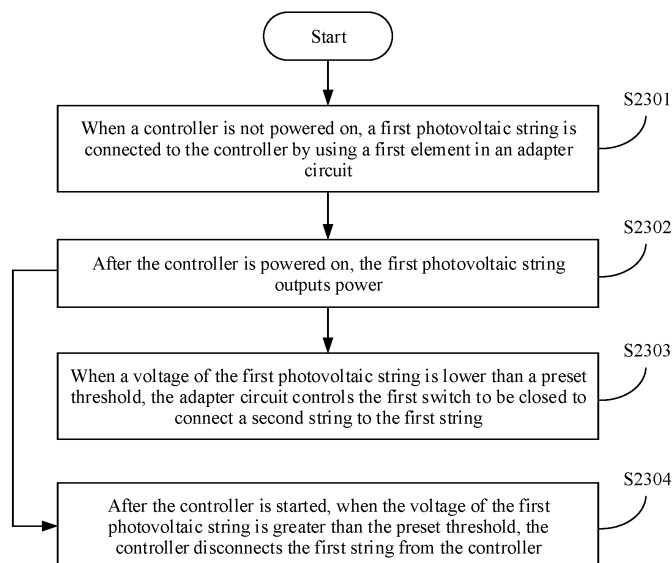 Start
S2301
When a controller is not powered on, a first photovoltaic string is
connected to the controller by using a first element in an adapter
circuit
S2302
After the controller is powered on, the first photovoltaic string
outputs power
S2303
When a voltage of the first photovoltaic string is lower than a preset
threshold, the adapter circuit controls the first switch to be closed to
connect a second string to the first string
S2304
After the controller is started, when the voltage of the first
photovoltaic string is greater than the preset threshold, the
controller disconnects the first string from the controller